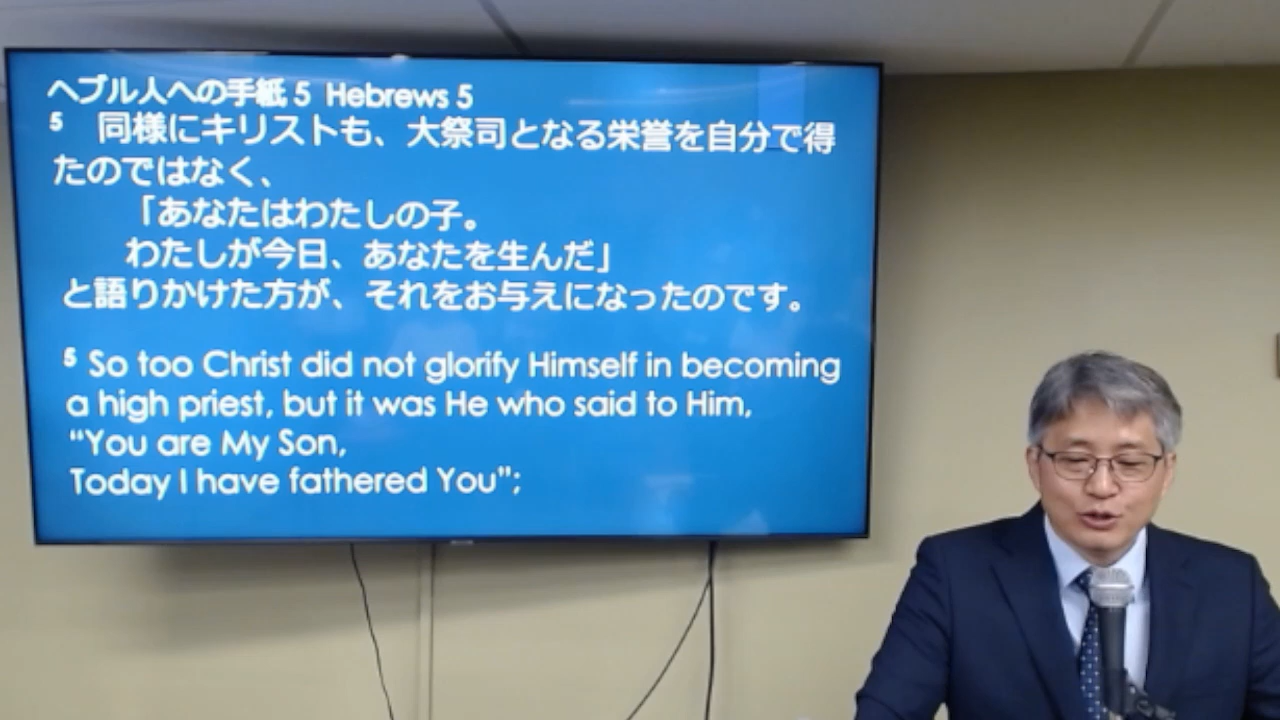 ヘブル人への手紙 5 Hebrews 5
5 同様にキリストも、大祭司となる栄誉を自分で得
たのではなく、
「あなたはわたしの子。
わたしが今日、あなたを生んだ」
と語りかけた方が、それをお与えになったのです。
5 So too Christ did not glorify Himself in becoming
a high priest, but it was He who said to Him,
“You are My Son,
Today I have fathered You”;